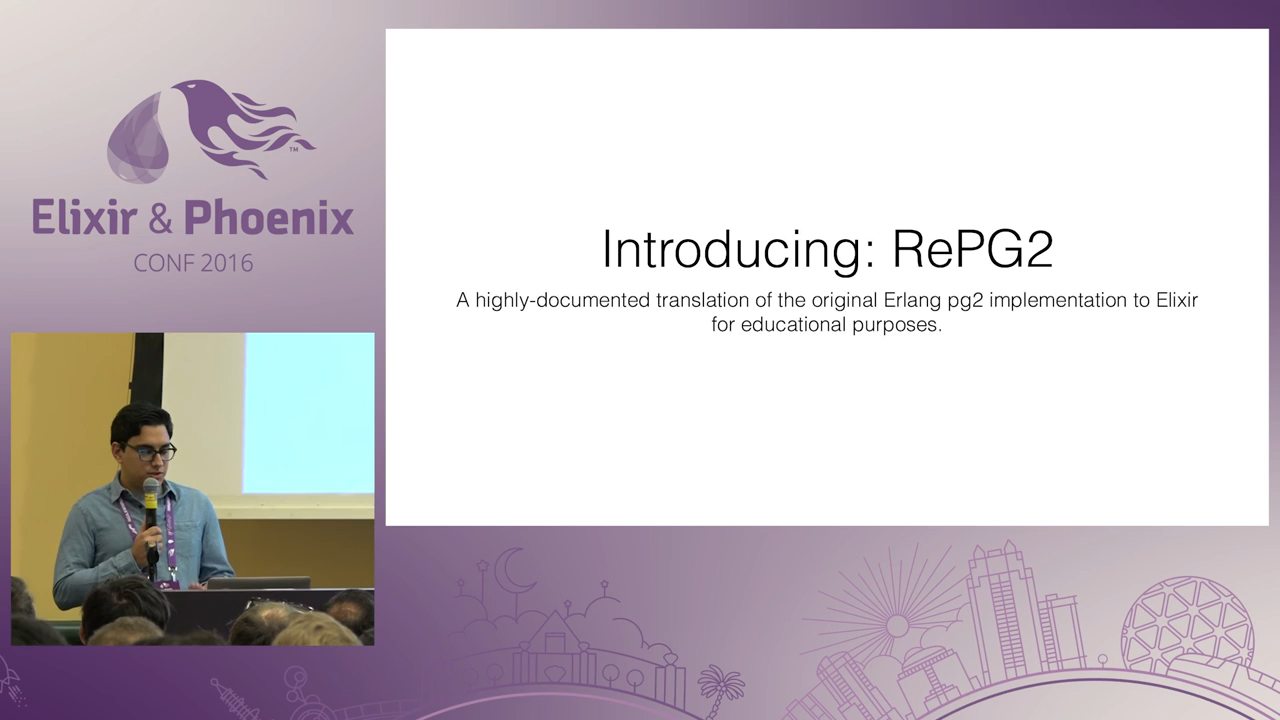 Elixir & Phoenix
TM
CONF 2016
Introducing: RePG2
A highly-documented translation of the original Erlang pg2 implementation to Elixir
for educational purposes.